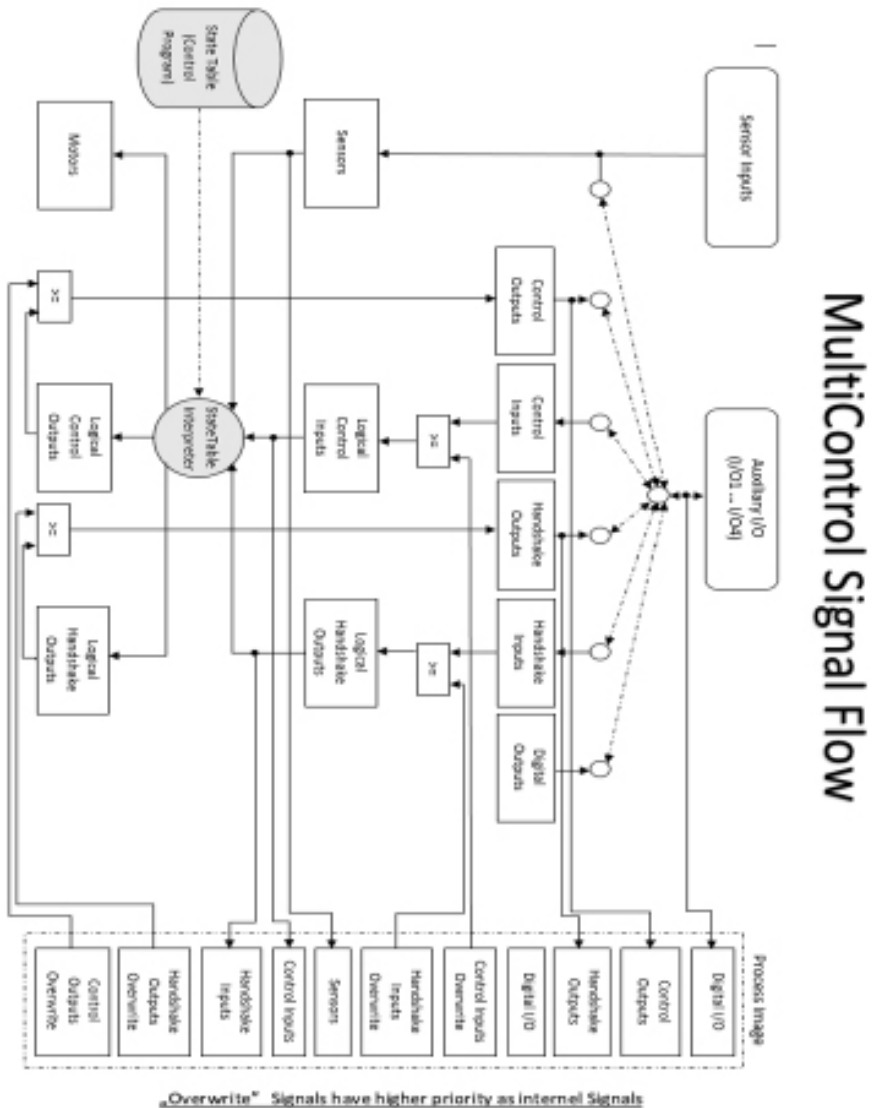 MultiControl Signal Flow
Sensor Inputs
Auxiliary I/O
(I/O1 ... I/O4)
Control
Outputs
Control
Inputs
Handshake
Outputs
Handshake
Inputs
Digital
Outputs
Sensors
>=
Logical
Control
Inputs
>=
Logical
Handshake
Outputs
State Table
(Control
Program)
StateTable
Interpreter
Motors
>=
Logical
Control
Outputs
>=
Logical
Handshake
Outputs
Process Image
Digital I/O
Control
Outputs
Handshake
Outputs
Digital I/O
Control Inputs
Overwrite
Handshake
Inputs
Overwrite
Sensors
Control Inputs
Handshake
Inputs
Handshake
Outputs
Overwrite
Control
Outputs
Overwrite
„Overwrite“ Signals have higher priority as internel Signals